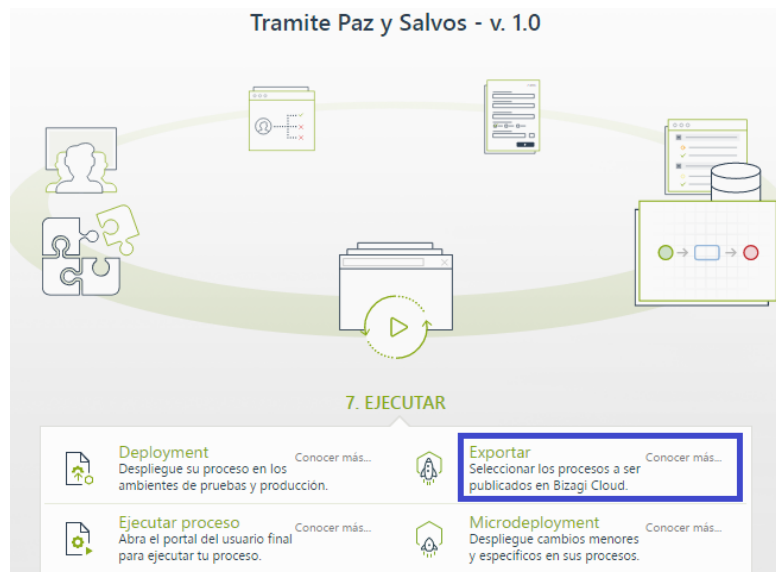 Tramite Paz y Salvos - v. 1.0
7. EJECUTAR
Deployment
Conocer más...
Despliegue su proceso en los
ambientes de pruebas y producción.
Exportar
Conocer más...
Seleccionar los procesos a ser
publicados en Bizagi Cloud.
Ejecutar proceso
Conocer más...
Abra el portal del usuario final
para ejecutar tu proceso.
Microdeployment
Conocer más...
Despliegue cambios menores
y especificos en sus procesos.